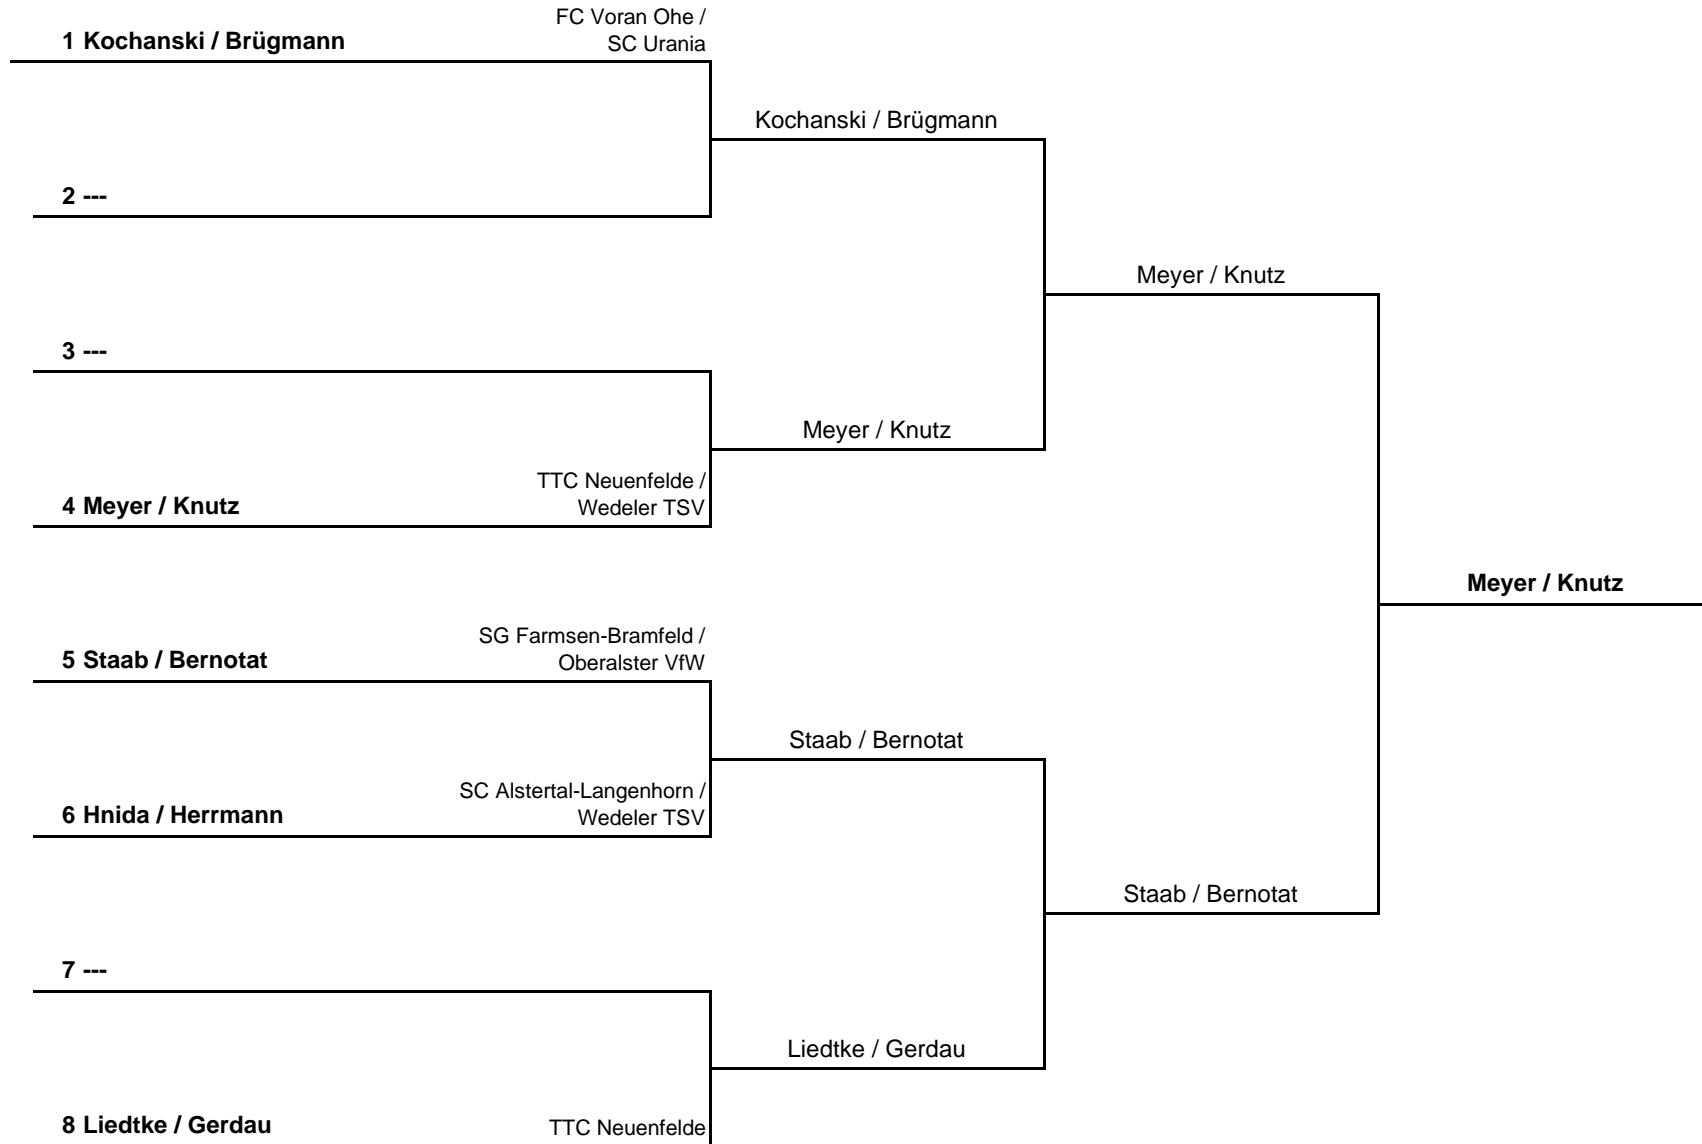 FC Voran Ohe /
1 Kochanski / Brügmann SC Urania
Kochanski / Brügmann
2 ---
Meyer / Knutz
3 ---
Meyer / Knutz
TTC Neuenfelde /
4 Meyer / Knutz Wedeler TSV
Meyer / Knutz
SG Farmsen-Bramfeld /
5 Staab / Bernotat Oberalster VfW
Staab / Bernotat
SC Alstertal-Langenhorn /
6 Hnida / Herrmann Wedeler TSV
Staab / Bernotat
7 ---
Liedtke / Gerdau
8 Liedtke / Gerdau TTC Neuenfelde